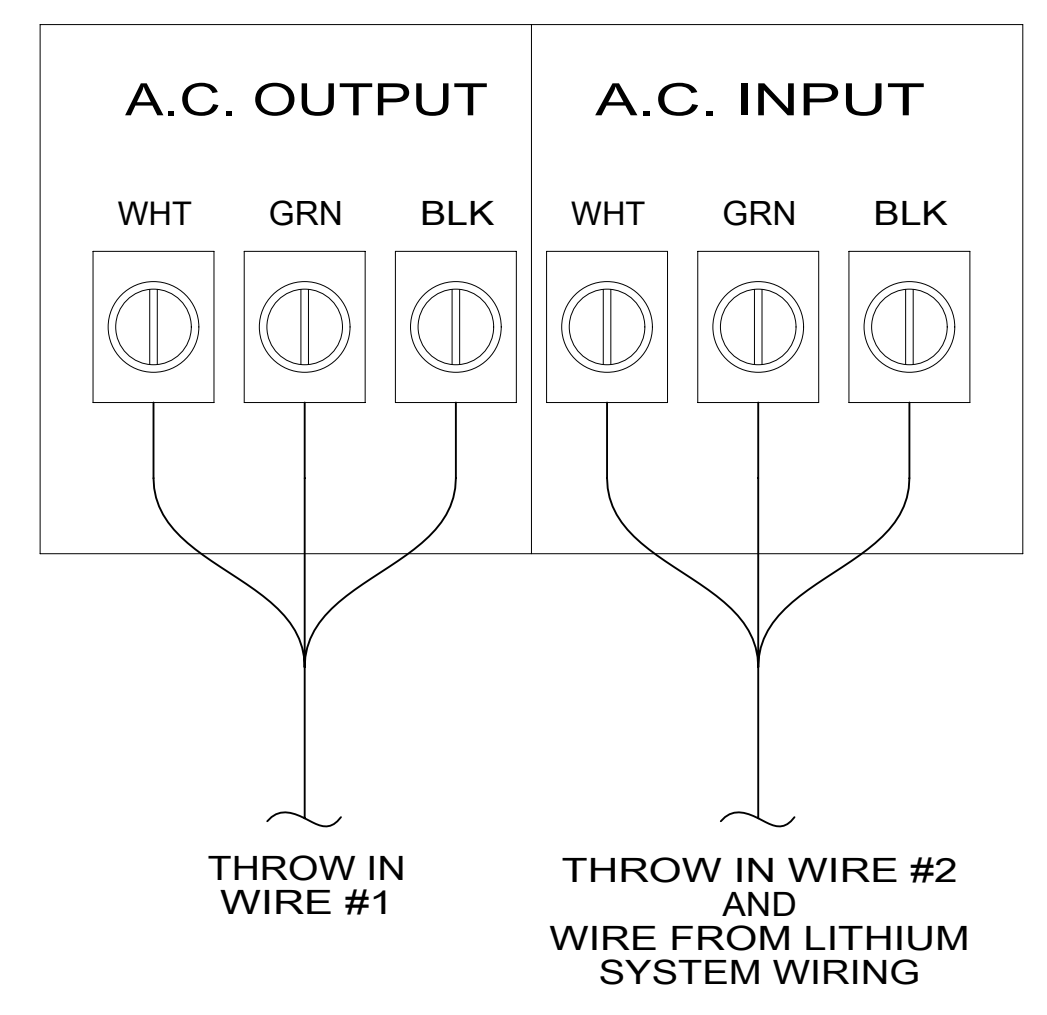 A.C. OUTPUT
A.C. INPUT
WHT GRN BLK
WHT GRN BLK
THROW IN
WIRE #1
THROW IN WIRE #2
AND
WIRE FROM LITHIUM
SYSTEM WIRING